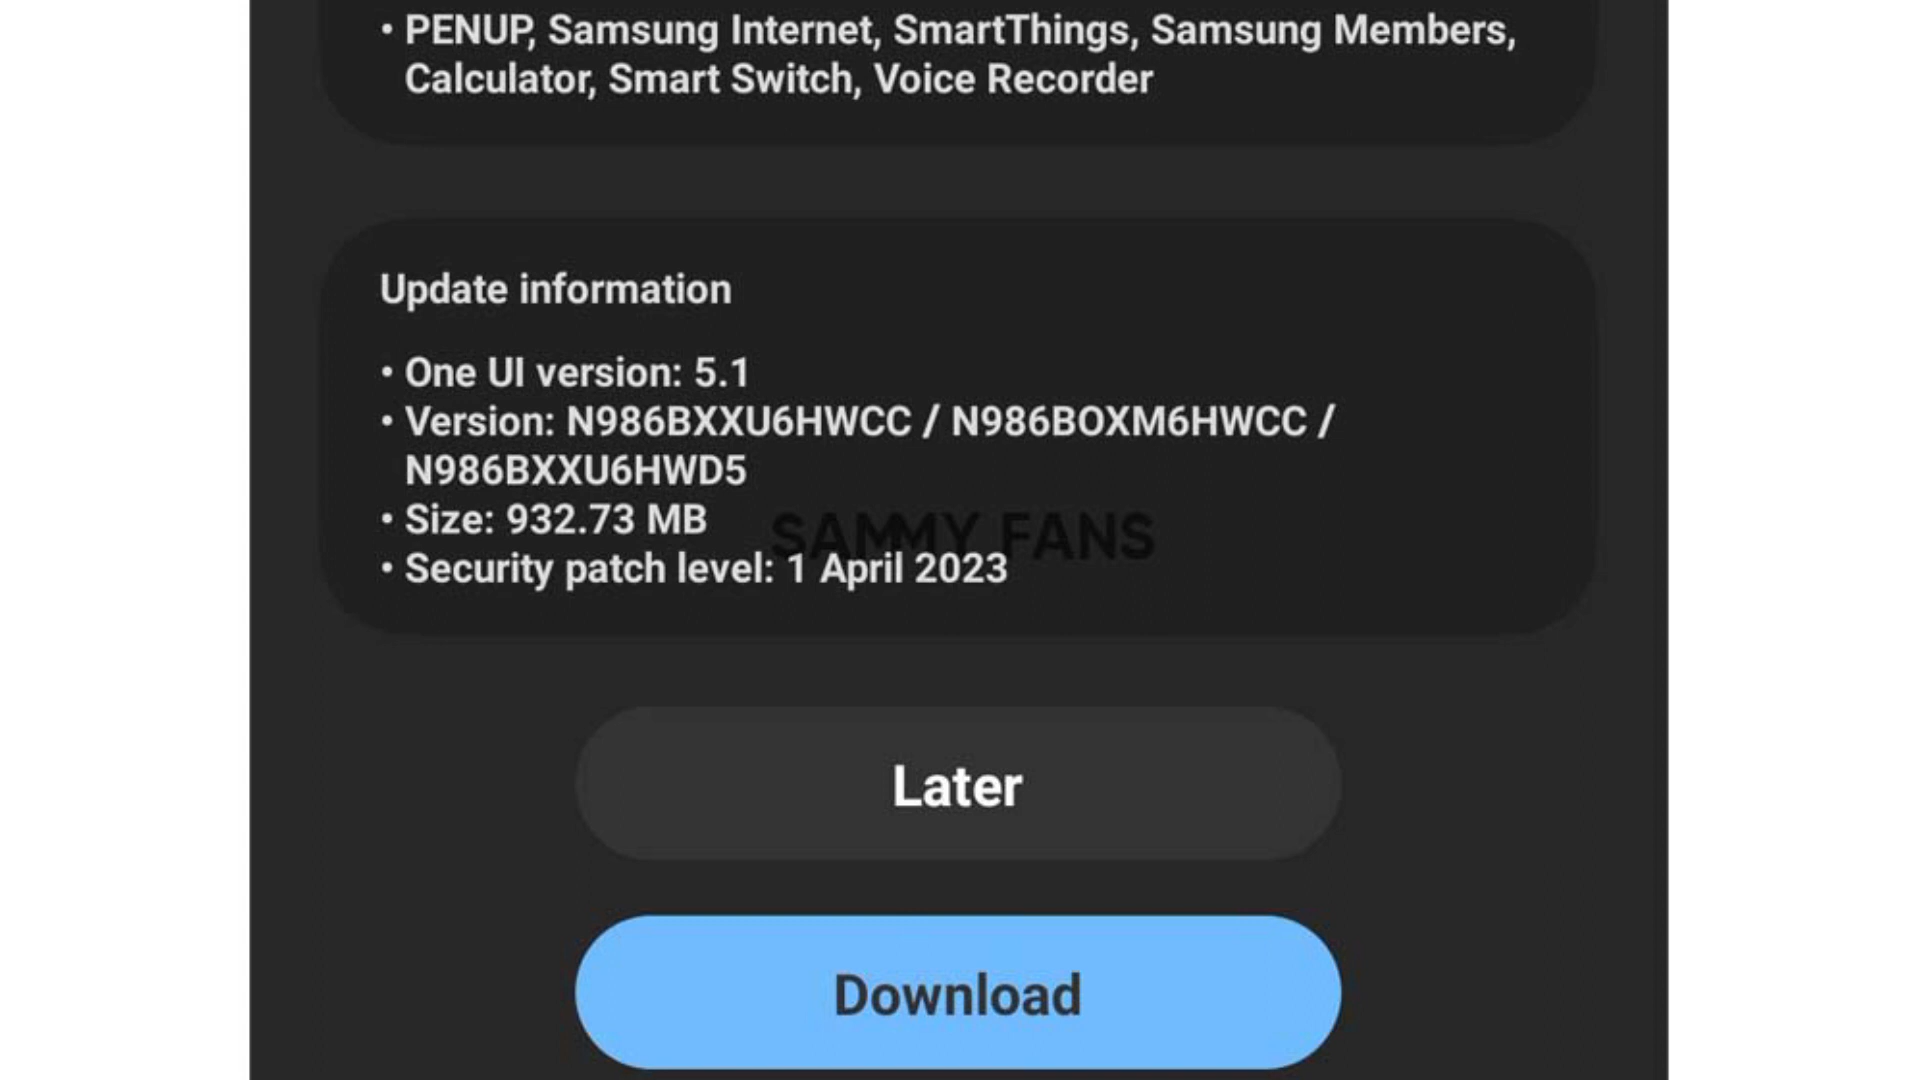 • PENUP, Samsung Internet, SmartThings, Samsung Members,
Calculator, Smart Switch, Voice Recorder
Update information
• One UI version: 5.1
• Version: N986BXXU6HWCC / N986BOXM6HWCC /
N986BXXU6HWD5
• Size: 932.73 MB
SAMMY FANS
• Security patch level: 1 April 2023
Later
Download